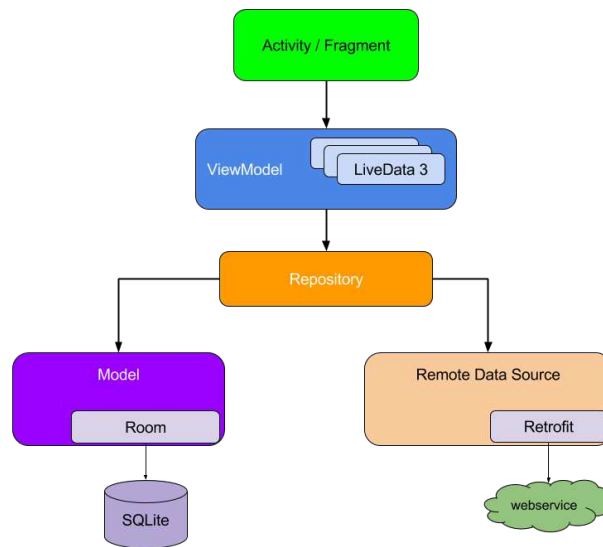 Activity / Fragment
ViewModel
LiveData 3
Repository
Model
Remote Data Source
Room
Retrofit
SQLite
webservice